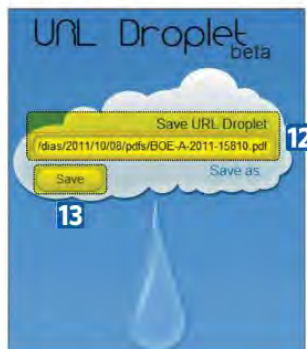 URL Droplet
beta
Save URL Droplet
/dias/2011/10/08/pdfs/BOE-A-2011-15810.pdf
12
Save
Save as
13